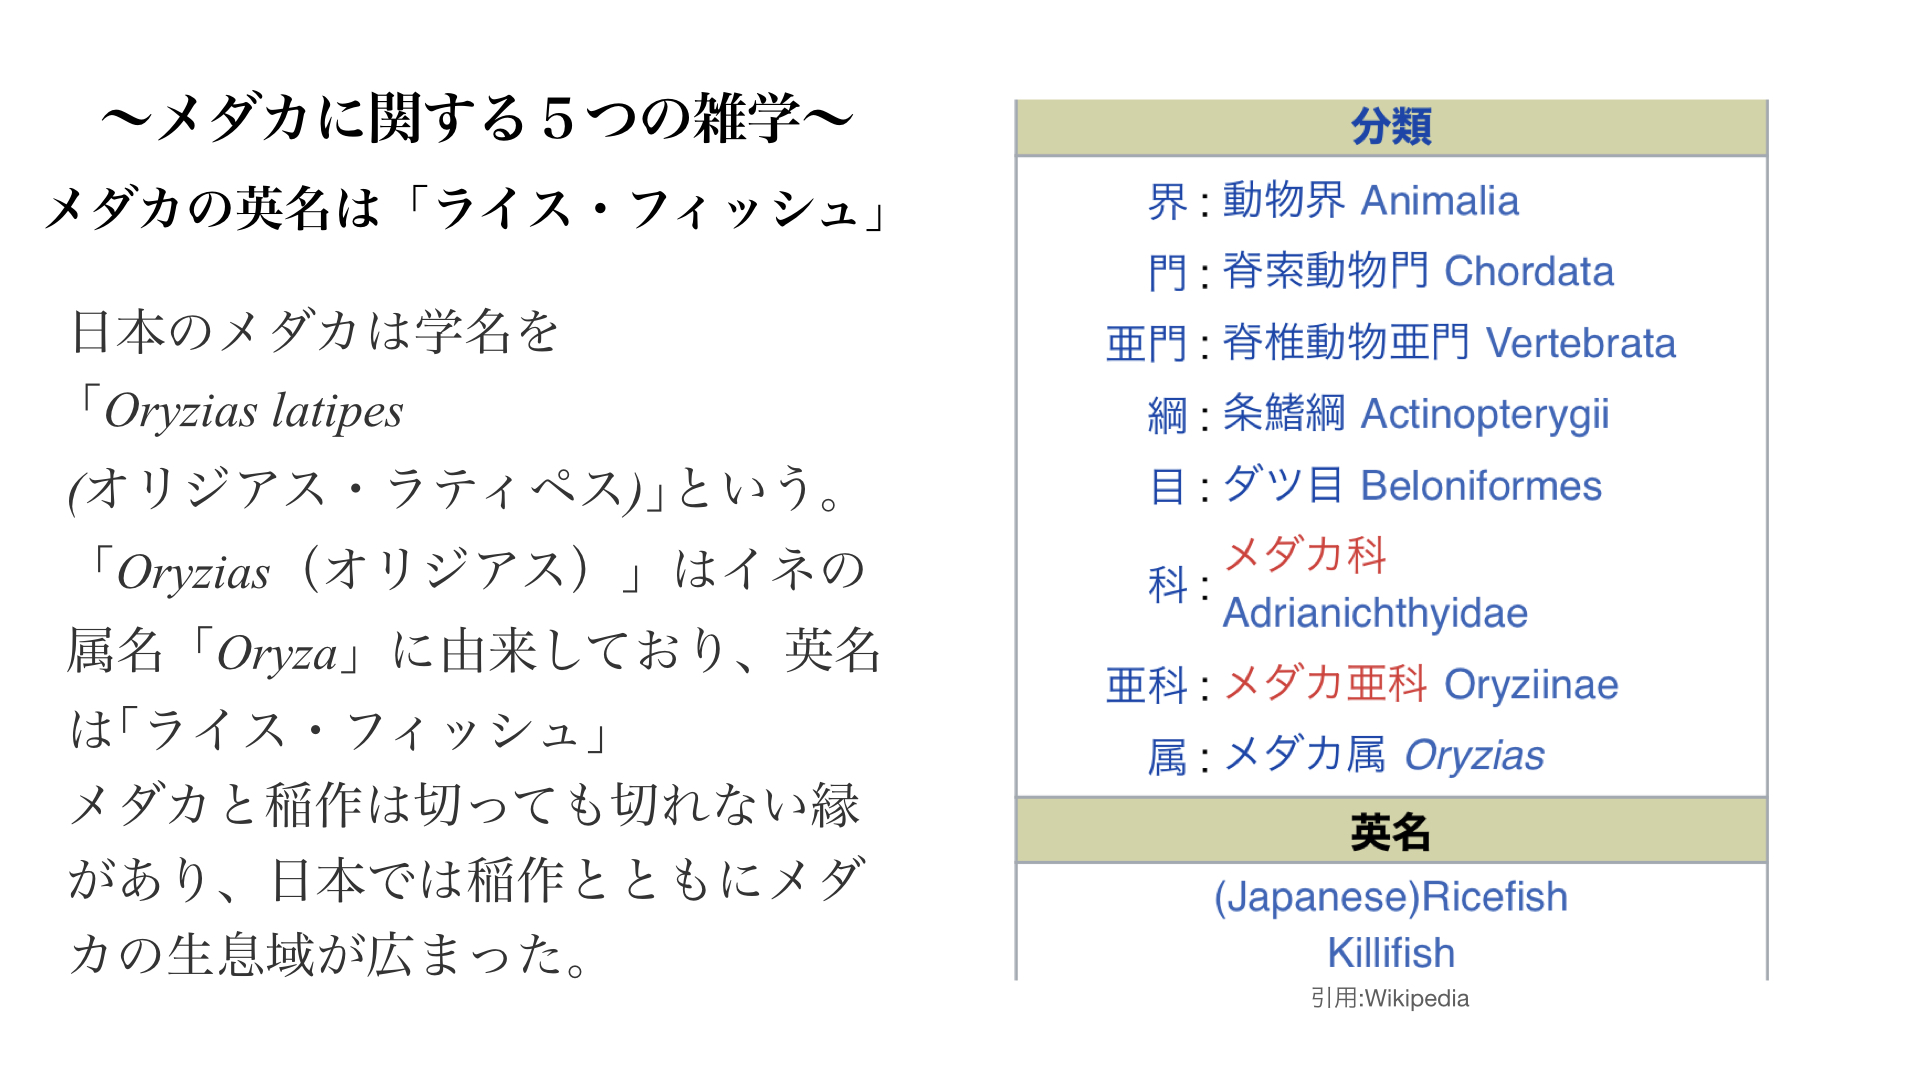 ～メダカに関する５つの雑学～
メダカの英名は「ライス・フィッシュ」
日本のメダカは学名を
「Oryzias latipes
(オリジアス・ラティペス)」という。
「Oryzias（オリジアス）」はイネの
属名「Oryza」に由来しており、英名
は「ライス・フィッシュ」
メダカと稲作は切っても切れない縁
があり、日本では稲作とともにメダ
カの生息域が広まった。
分類
界 : 動物界 Animalia
門 : 脊索動物門 Chordata
亜門 : 脊椎動物亜門 Vertebrata
綱 : 条鰭綱 Actinopterygii
目 : ダツ目 Beloniformes
科 : メダカ科
Adrianichthyidae
亜科 : メダカ亜科 Oryziinae
属 : メダカ属 Oryzias
英名
(Japanese)Ricefish
Killifish
引用:Wikipedia